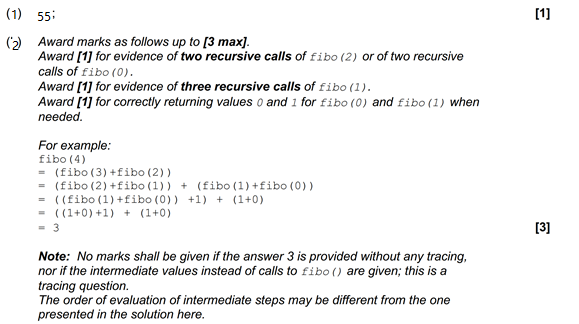 (1) 55; [1]
(2) Award marks as follows up to [3 max].
Award [1] for evidence of two recursive calls of fibo(2) or of two recursive
calls of fibo(0).
Award [1] for evidence of three recursive calls of fibo(1).
Award [1] for correctly returning values 0 and 1 for fibo(0) and fibo(1) when
needed.
For example:
fibo(4)
= (fibo(3)+fibo(2))
= (fibo(2)+fibo(1)) + (fibo(1)+fibo(0))
= ((fibo(1)+fibo(0)) +1) + (1+0)
= ((1+0)+1) + (1+0)
= 3 [3]
Note: No marks shall be given if the answer 3 is provided without any tracing,
nor if the intermediate values instead of calls to fibo() are given; this is a
tracing question.
The order of evaluation of intermediate steps may be different from the one
presented in the solution here.